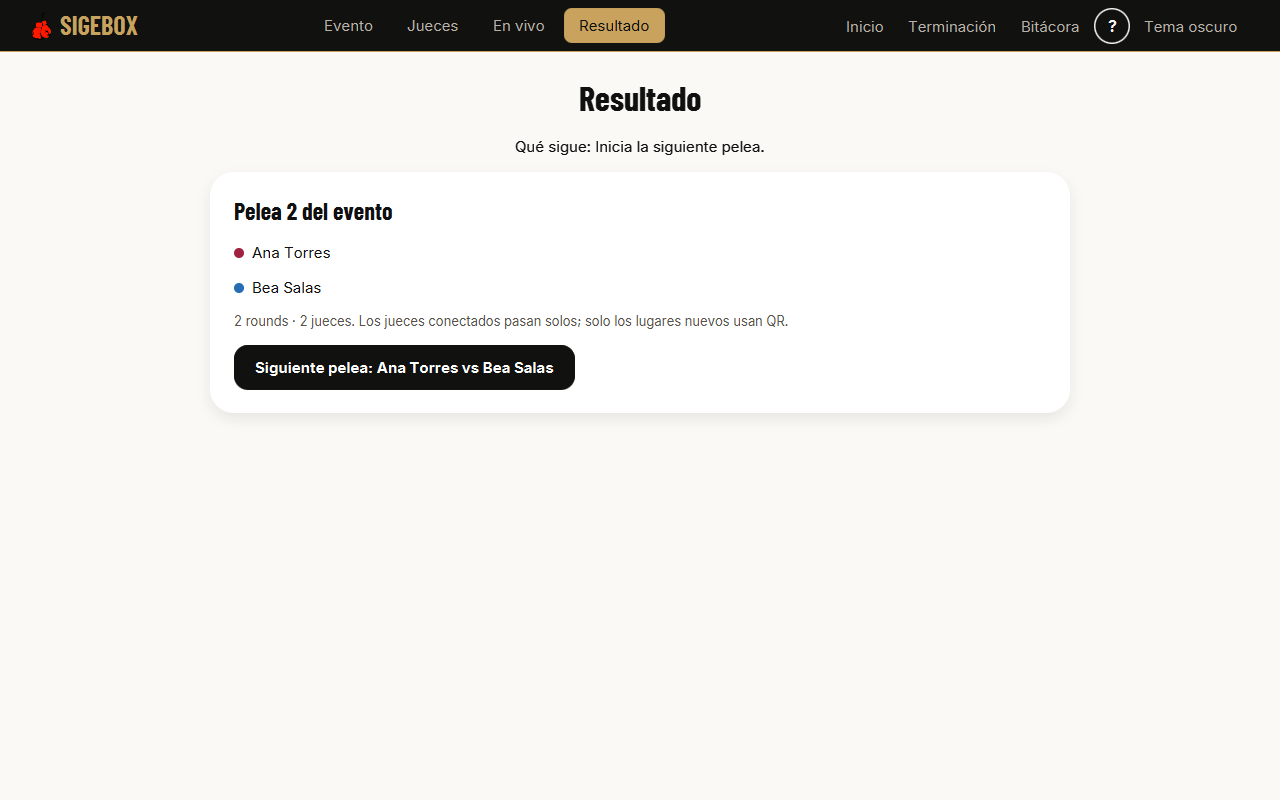 SIGEBOX
Evento
Jueces
En vivo
Resultado
Inicio
Terminación
Bitácora
?
Tema oscuro
Resultado
Qué sigue: Inicia la siguiente pelea.
Pelea 2 del evento
Ana Torres
Bea Salas
2 rounds · 2 jueces. Los jueces conectados pasan solos; solo los lugares nuevos usan QR.
Siguiente pelea: Ana Torres vs Bea Salas